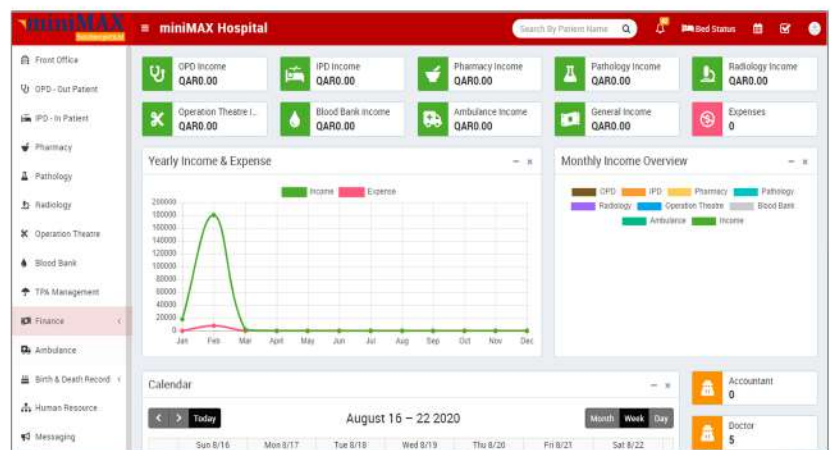 miniMAX
miniMAX Hospital
Search By Patient Name
Bed Status
Front Office
OPD - Out Patient
IPD - In Patient
Pharmacy
Pathology
Radiology
Operation Theatre
Blood Bank
TPA Management
Finance
Ambulance
Birth & Death Record
Human Resource
Messaging
OPD Income
QAR0.00
IPD Income
QAR0.00
Pharmacy Income
QAR0.00
Pathology Income
QAR0.00
Radiology Income
QAR0.00
Operation Theatre I...
QAR0.00
Blood Bank Income
QAR0.00
Ambulance Income
QAR0.00
General Income
QAR0.00
Expenses
0
Yearly Income & Expense
Income Expense
200000
180000
160000
140000
120000
100000
80000
60000
40000
20000
0
Jan Feb Mar April May Jun Jul Aug Sep Oct Nov Dec
Monthly Income Overview
OPD IPD Pharmacy Pathology
Radiology Operation Theatre Blood Bank
Ambulance Income
Calendar
Today
August 16 – 22 2020
Month Week Day
Sun 8/16 Mon 8/17 Tue 8/18 Wed 8/19 Thu 8/20 Fri 8/21 Sat 8/22
Accountant
0
Doctor
5